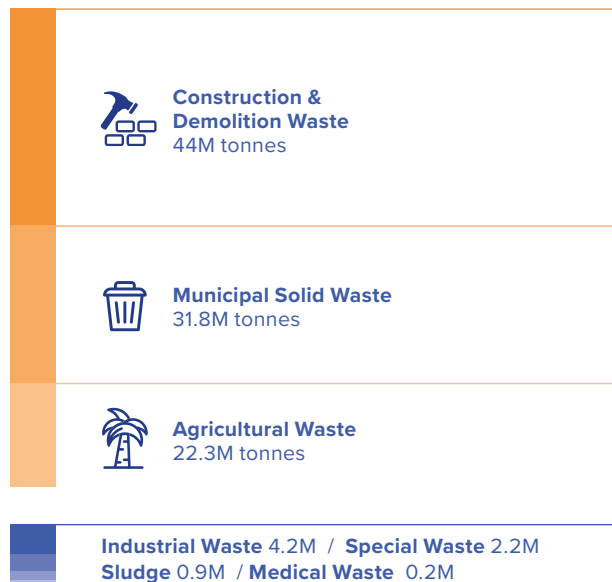 Construction &
Demolition Waste
44M tonnes
Municipal Solid Waste
31.8M tonnes
Agricultural Waste
22.3M tonnes
Industrial Waste 4.2M / Special Waste 2.2M
Sludge 0.9M / Medical Waste 0.2M